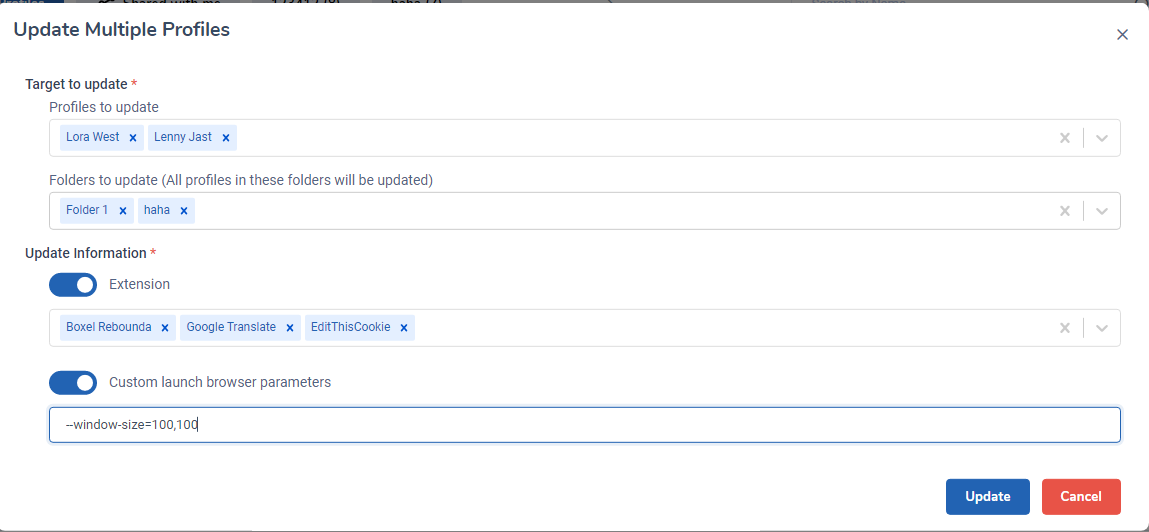 Update Multiple Profiles
Target to update *
Profiles to update
Lora West × Lenny Jast ×
Folders to update (All profiles in these folders will be updated)
Folder 1 × haha ×
Update Information *
Extension
Boxel Rebounda × Google Translate × EditThisCookie ×
Custom launch browser parameters
--window-size=100,100
Update Cancel